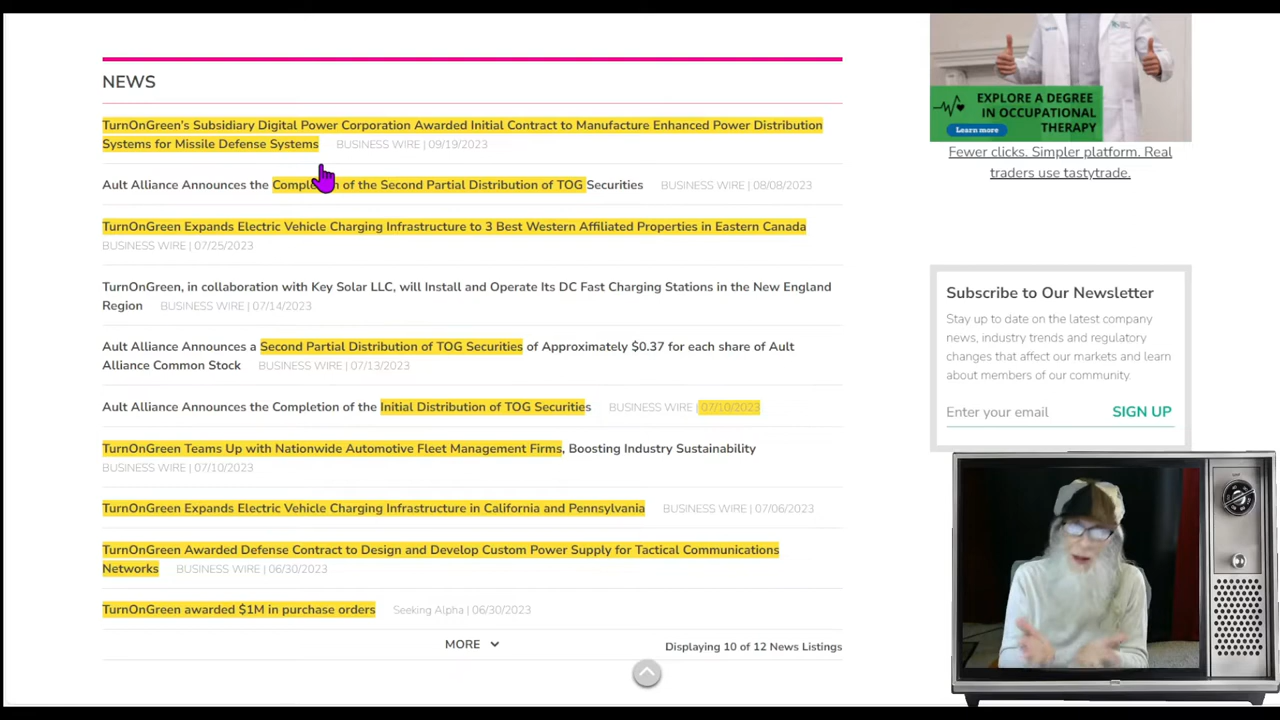 NEWS
TurnOnGreen's Subsidiary Digital Power Corporation Awarded Initial Contract to Manufacture Enhanced Power Distribution
Systems for Missile Defense Systems BUSINESS WIRE | 09/19/2023
Ault Alliance Announces the of the Second Partial Distribution of TOG Securities BUSINESS WIRE | 08/08/2023
TurnOnGreen Expands Electric Vehicle Charging Infrastructure to 3 Best Western Affiliated Properties in Eastern Canada
BUSINESS WIRE | 07/25/2023
TurnOnGreen, in collaboration with Key Solar LLC, will Install and Operate Its DC Fast Charging Stations in the New England
Region BUSINESS WIRE | 07/14/2023
Ault Alliance Announces a Second Partial Distribution of TOG Securities of Approximately $0.37 for each share of Ault
Alliance Common Stock BUSINESS WIRE | 07/13/2023
Ault Alliance Announces the Completion of the Initial Distribution of TOG Securities BUSINESS WIRE | 07/10/2023
TurnOnGreen Teams Up with Nationwide Automotive Fleet Management Firms, Boosting Industry Sustainability
BUSINESS WIRE | 07/10/2023
TurnOnGreen Expands Electric Vehicle Charging Infrastructure in California and Pennsylvania BUSINESS WIRE | 07/06/2023
TurnOnGreen Awarded Defense Contract to Design and Develop Custom Power Supply for Tactical Communications
Networks BUSINESS WIRE | 06/30/2023
TurnOnGreen awarded $1M in purchase orders Seeking Alpha | 06/30/2023
MORE
Displaying 10 of 12 News Listings
EXPLORE A DEGREE
IN OCCUPATIONAL
THERAPY
Learn more
Fewer clicks. Simpler platform. Real
traders use tastytrade.
Subscribe to Our Newsletter
Stay up to date on the latest company
news, industry trends and regulatory
changes that affect our markets and learn
about members of our community.
Enter your email SIGN UP